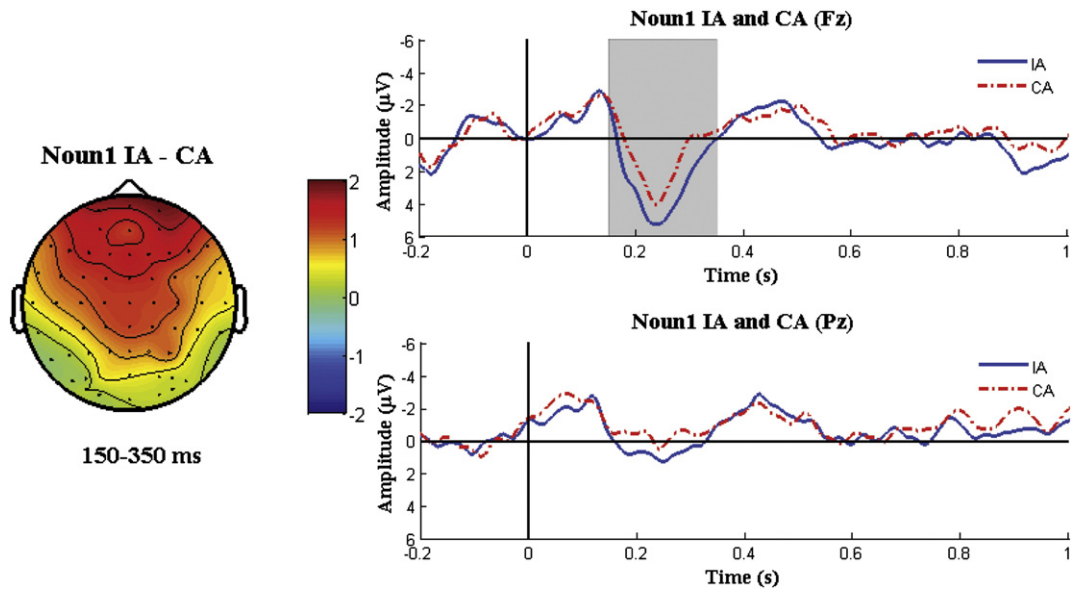 Noun1 IA - CA
2
1
0
-1
-2
150-350 ms
Noun1 IA and CA (Fz)
-6
-4
-2
0
2
4
6
Amplitude (μV)
IA
CA
-0.2 0 0.2 0.4 0.6 0.8 1
Time (s)
Noun1 IA and CA (Pz)
-6
-4
-2
0
2
4
6
Amplitude (μV)
IA
CA
-0.2 0 0.2 0.4 0.6 0.8 1
Time (s)